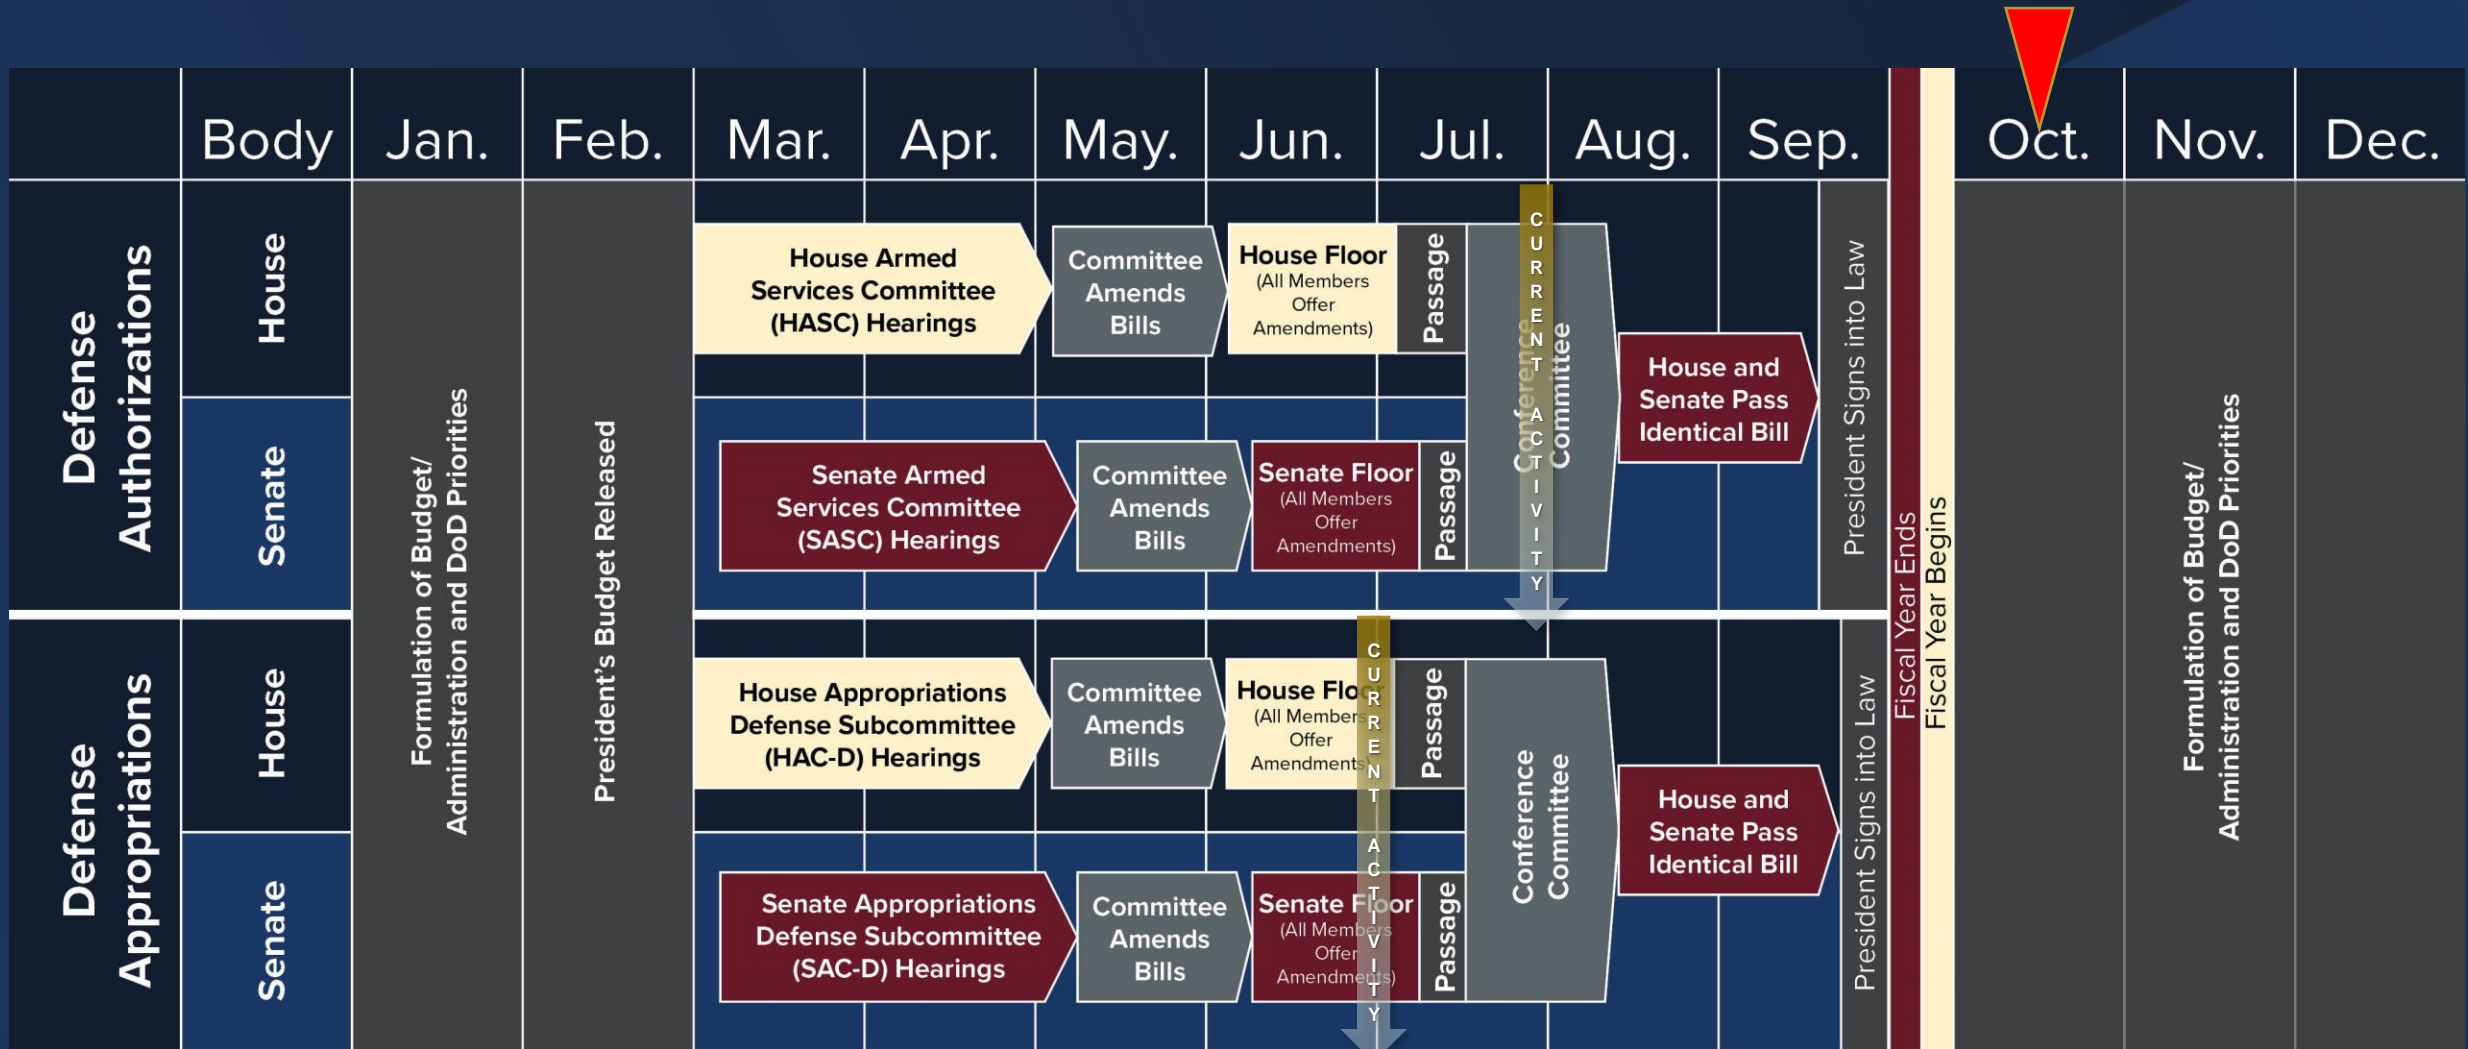 Body
Jan.
Feb.
Mar.
Apr.
May.
Jun.
Jul.
Aug.
Sep.
Oct.
Nov.
Dec.
Defense
Authorizations
House
Senate
Formulation of Budget/
Administration and DoD Priorities
President's Budget Released
House Armed
Services Committee
(HASC) Hearings
Committee
Amends
Bills
House Floor
(All Members
Offer
Amendments)
Passage
Senate Armed
Services Committee
(SASC) Hearings
Committee
Amends
Bills
Senate Floor
(All Members
Offer
Amendments)
Passage
Conference
Committee
CURRENT ACTIVITY
House and
Senate Pass
Identical Bill
President Signs into Law
Defense
Appropriations
House
Senate
House Appropriations
Defense Subcommittee
(HAC-D) Hearings
Committee
Amends
Bills
House Floor
(All Members
Offer
Amendments)
Passage
Senate Appropriations
Defense Subcommittee
(SAC-D) Hearings
Committee
Amends
Bills
Senate Floor
(All Members
Offer
Amendments)
Passage
CURRENT ACTIVITY
Conference
Committee
House and
Senate Pass
Identical Bill
President Signs into Law
Fiscal Year Ends
Fiscal Year Begins
Formulation of Budget/
Administration and DoD Priorities